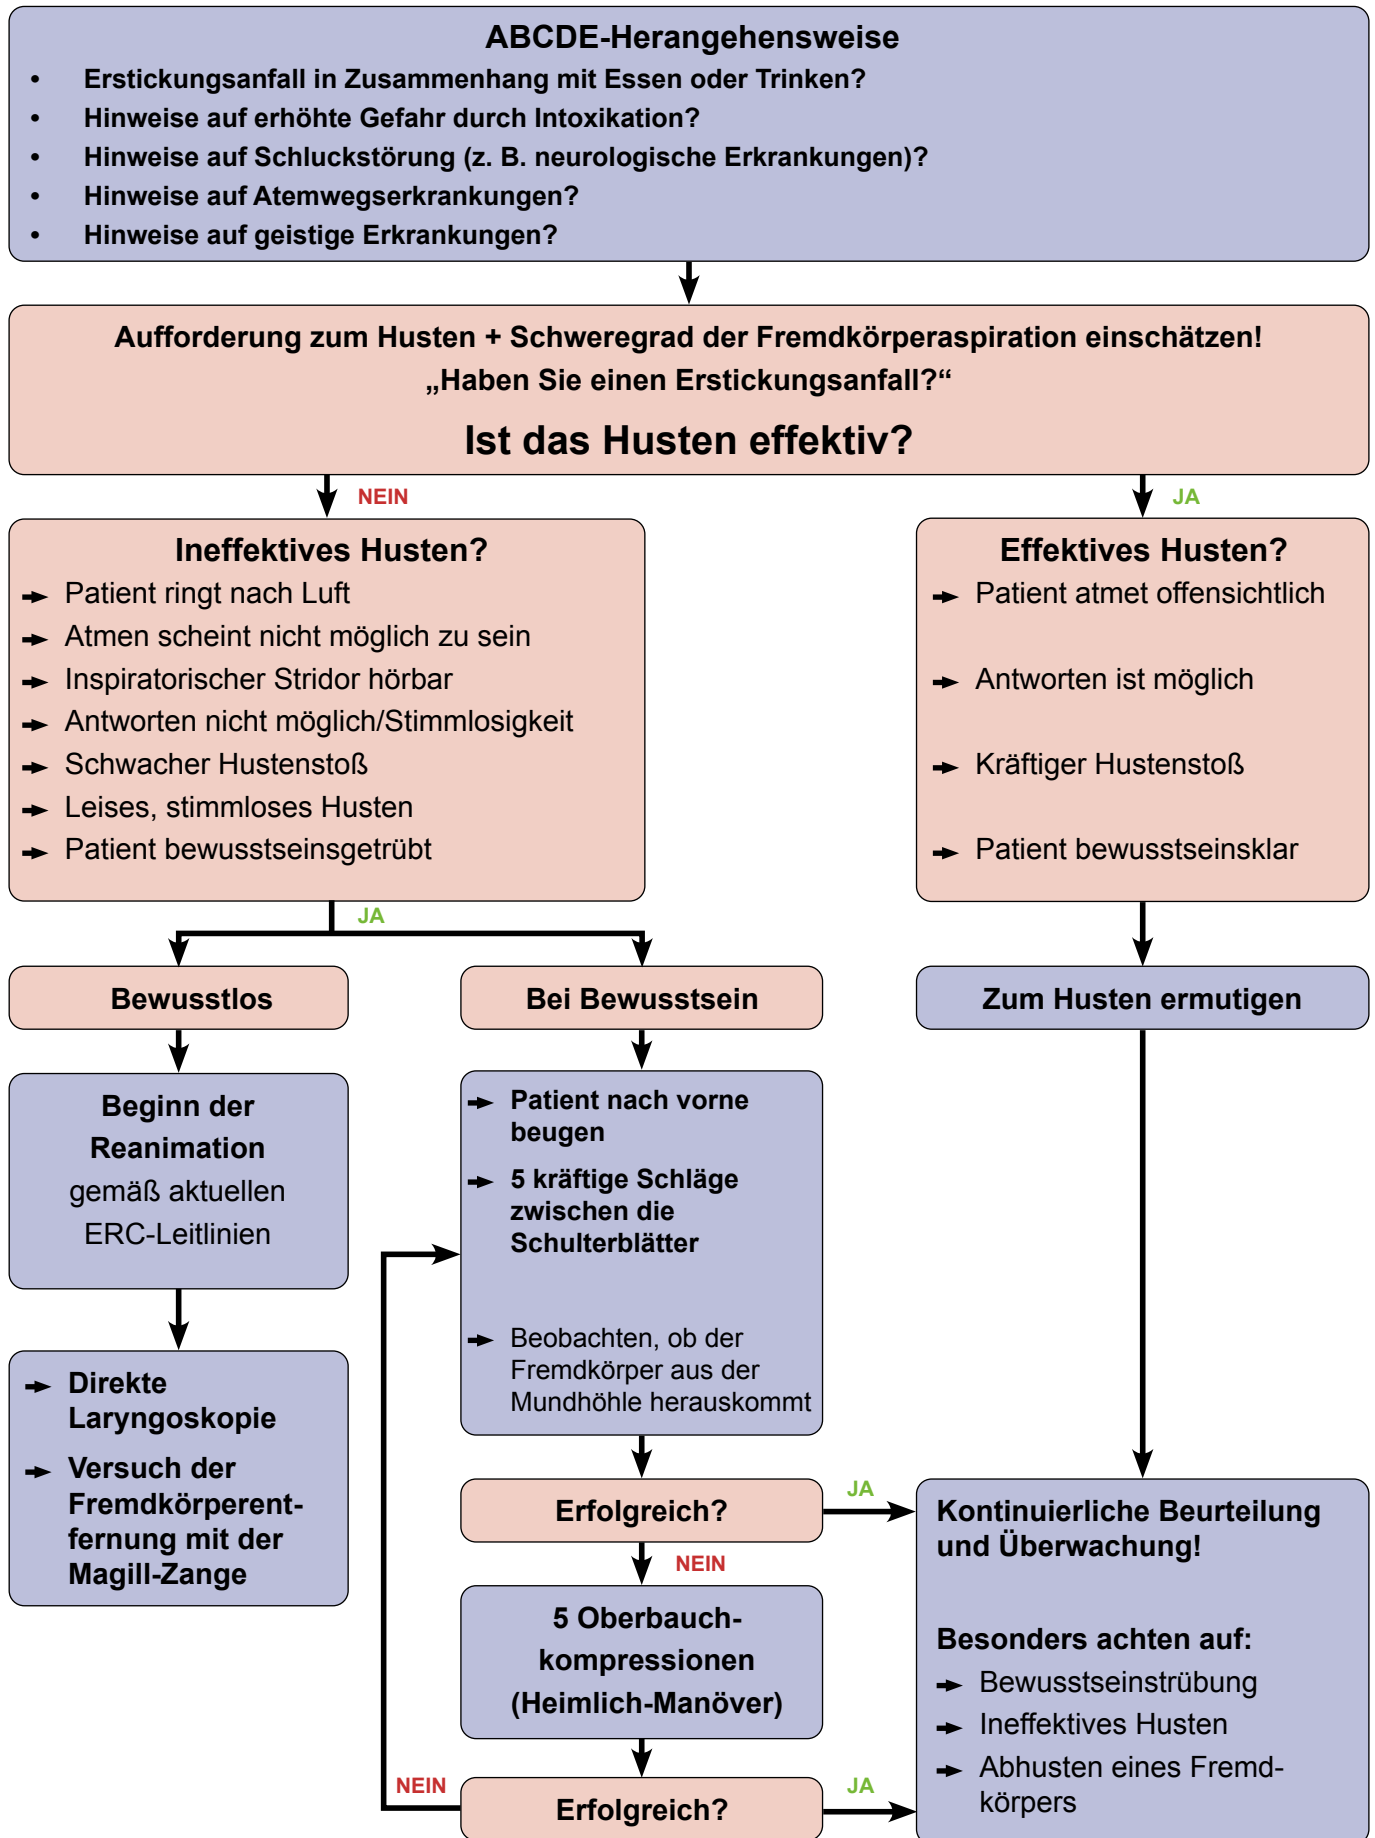 ABCDE-Herangehensweise
• Erstickungsanfall in Zusammenhang mit Essen oder Trinken?
• Hinweise auf erhöhte Gefahr durch Intoxikation?
• Hinweise auf Schluckstörung (z. B. neurologische Erkrankungen)?
• Hinweise auf Atemwegserkrankungen?
• Hinweise auf geistige Erkrankungen?
Aufforderung zum Husten + Schweregrad der Fremdkörperaspiration einschätzen!
„Haben Sie einen Erstickungsanfall?“
Ist das Husten effektiv?
NEIN
JA
Ineffektives Husten?
Patient ringt nach Luft
Atmen scheint nicht möglich zu sein
Inspiratorischer Stridor hörbar
Antworten nicht möglich/Stimmlosigkeit
Schwacher Hustenstoß
Leises, stimmloses Husten
Patient bewusstseinsgetrübt
Effektives Husten?
Patient atmet offensichtlich
Antworten ist möglich
Kräftiger Hustenstoß
Patient bewusstseinsklar
JA
Bewusstlos
Bei Bewusstsein
Zum Husten ermutigen
Beginn der
Reanimation
gemäß aktuellen
ERC-Leitlinien
Direkte
Laryngoskopie
Versuch der
Fremdkörperent-
fernung mit der
Magill-Zange
Patient nach vorne
beugen
5 kräftige Schläge
zwischen die
Schulterblätter
Beobachten, ob der
Fremdkörper aus der
Mundhöhle herauskommt
Erfolgreich?
JA
NEIN
5 Oberbauch-
kompressionen
(Heimlich-Manöver)
NEIN
Erfolgreich?
JA
Kontinuierliche Beurteilung
und Überwachung!
Besonders achten auf:
Bewusstseinstrübung
Ineffektives Husten
Abhusten eines Fremd-
körpers